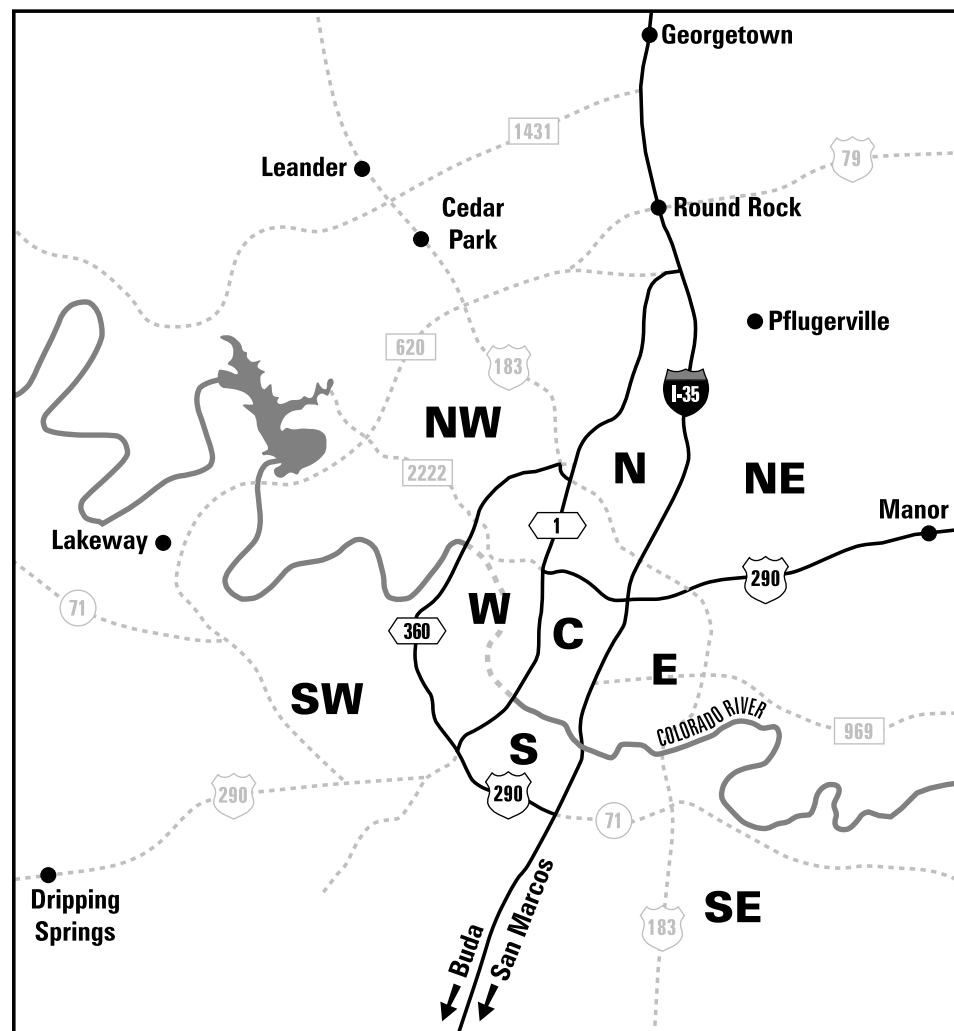 Georgetown
1431
79
Leander
Cedar
Park
Round Rock
Pflugerville
620
183
I-35
NW
N
NE
2222
Manor
1
Lakeway
290
71
W
C
360
E
SW
COLORADO RIVER
969
S
290
290
71
Dripping
Springs
SE
183
Buda
San Marcos